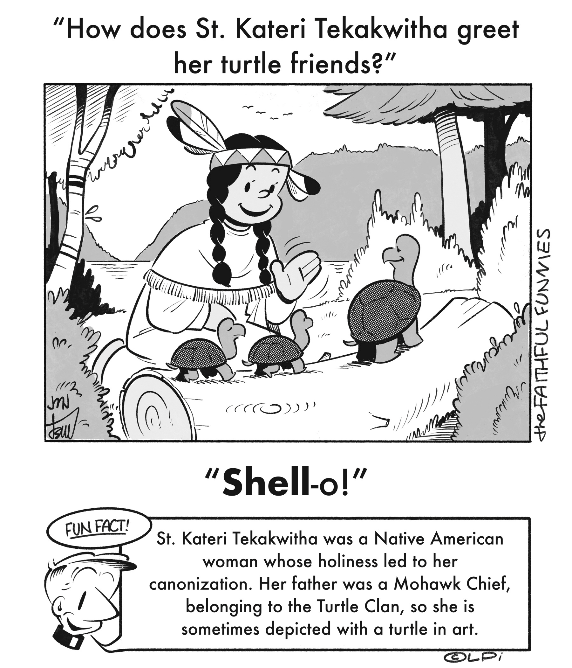 “How does St. Kateri Tekakwitha greet
her turtle friends?”
the FAITHFUL FUNNIES
“Shell-o!”
FUN FACT!
St. Kateri Tekakwitha was a Native American
woman whose holiness led to her
canonization. Her father was a Mohawk Chief,
belonging to the Turtle Clan, so she is
sometimes depicted with a turtle in art.
©LPi